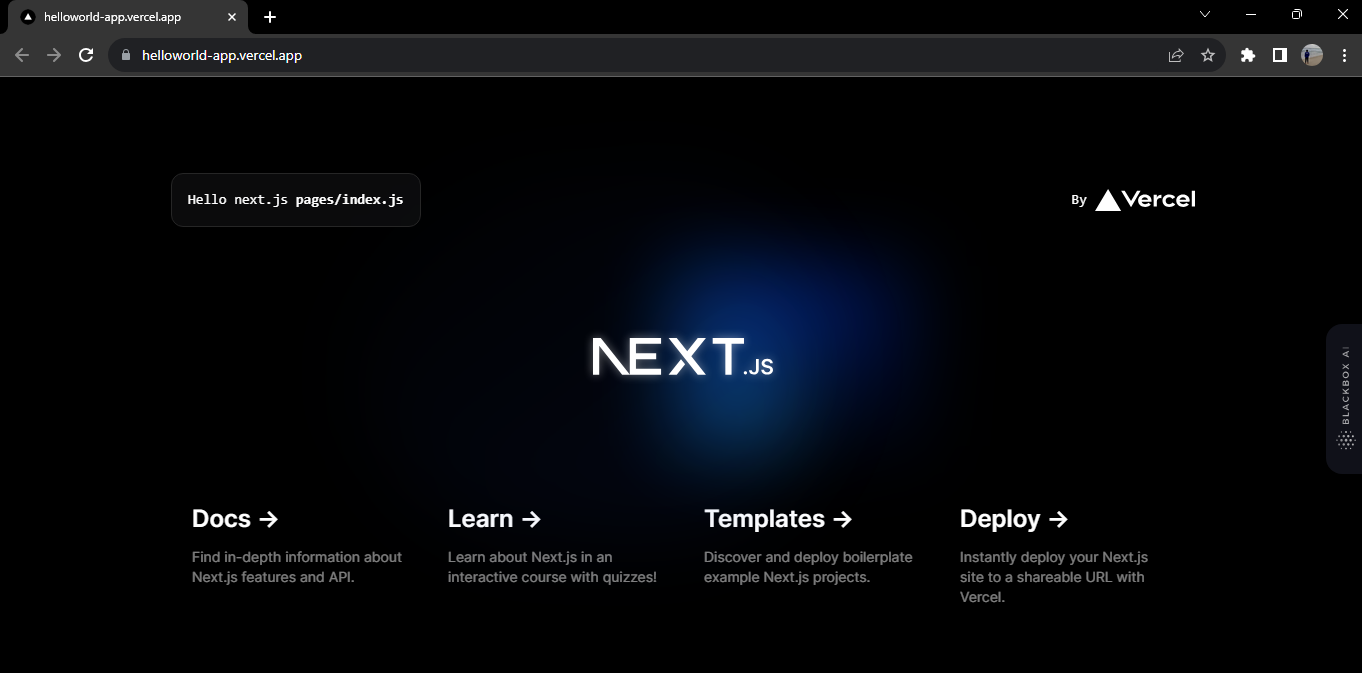 helloworld-app.vercel.app
helloworld-app.vercel.app
Hello next.js pages/index.js
By Vercel
NEXT.JS
BLACKBOX AI
Docs →
Learn →
Templates →
Deploy →
Find in-depth information about
Next.js features and API.
Learn about Next.js in an
interactive course with quizzes!
Discover and deploy boilerplate
example Next.js projects.
Instantly deploy your Next.js
site to a shareable URL with
Vercel.